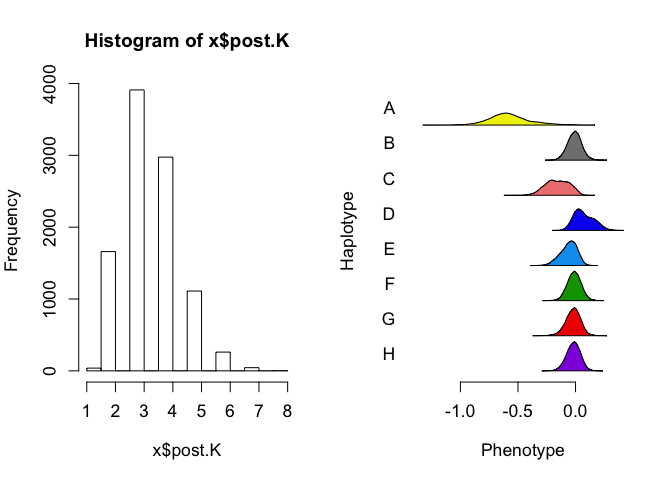 Histogram of x$post.K
Frequency
0
1000
2000
3000
4000
1 2 3 4 5 6 7 8
x$post.K
Haplotype
A
B
C
D
E
F
G
H
-1.0 -0.5 0.0
Phenotype